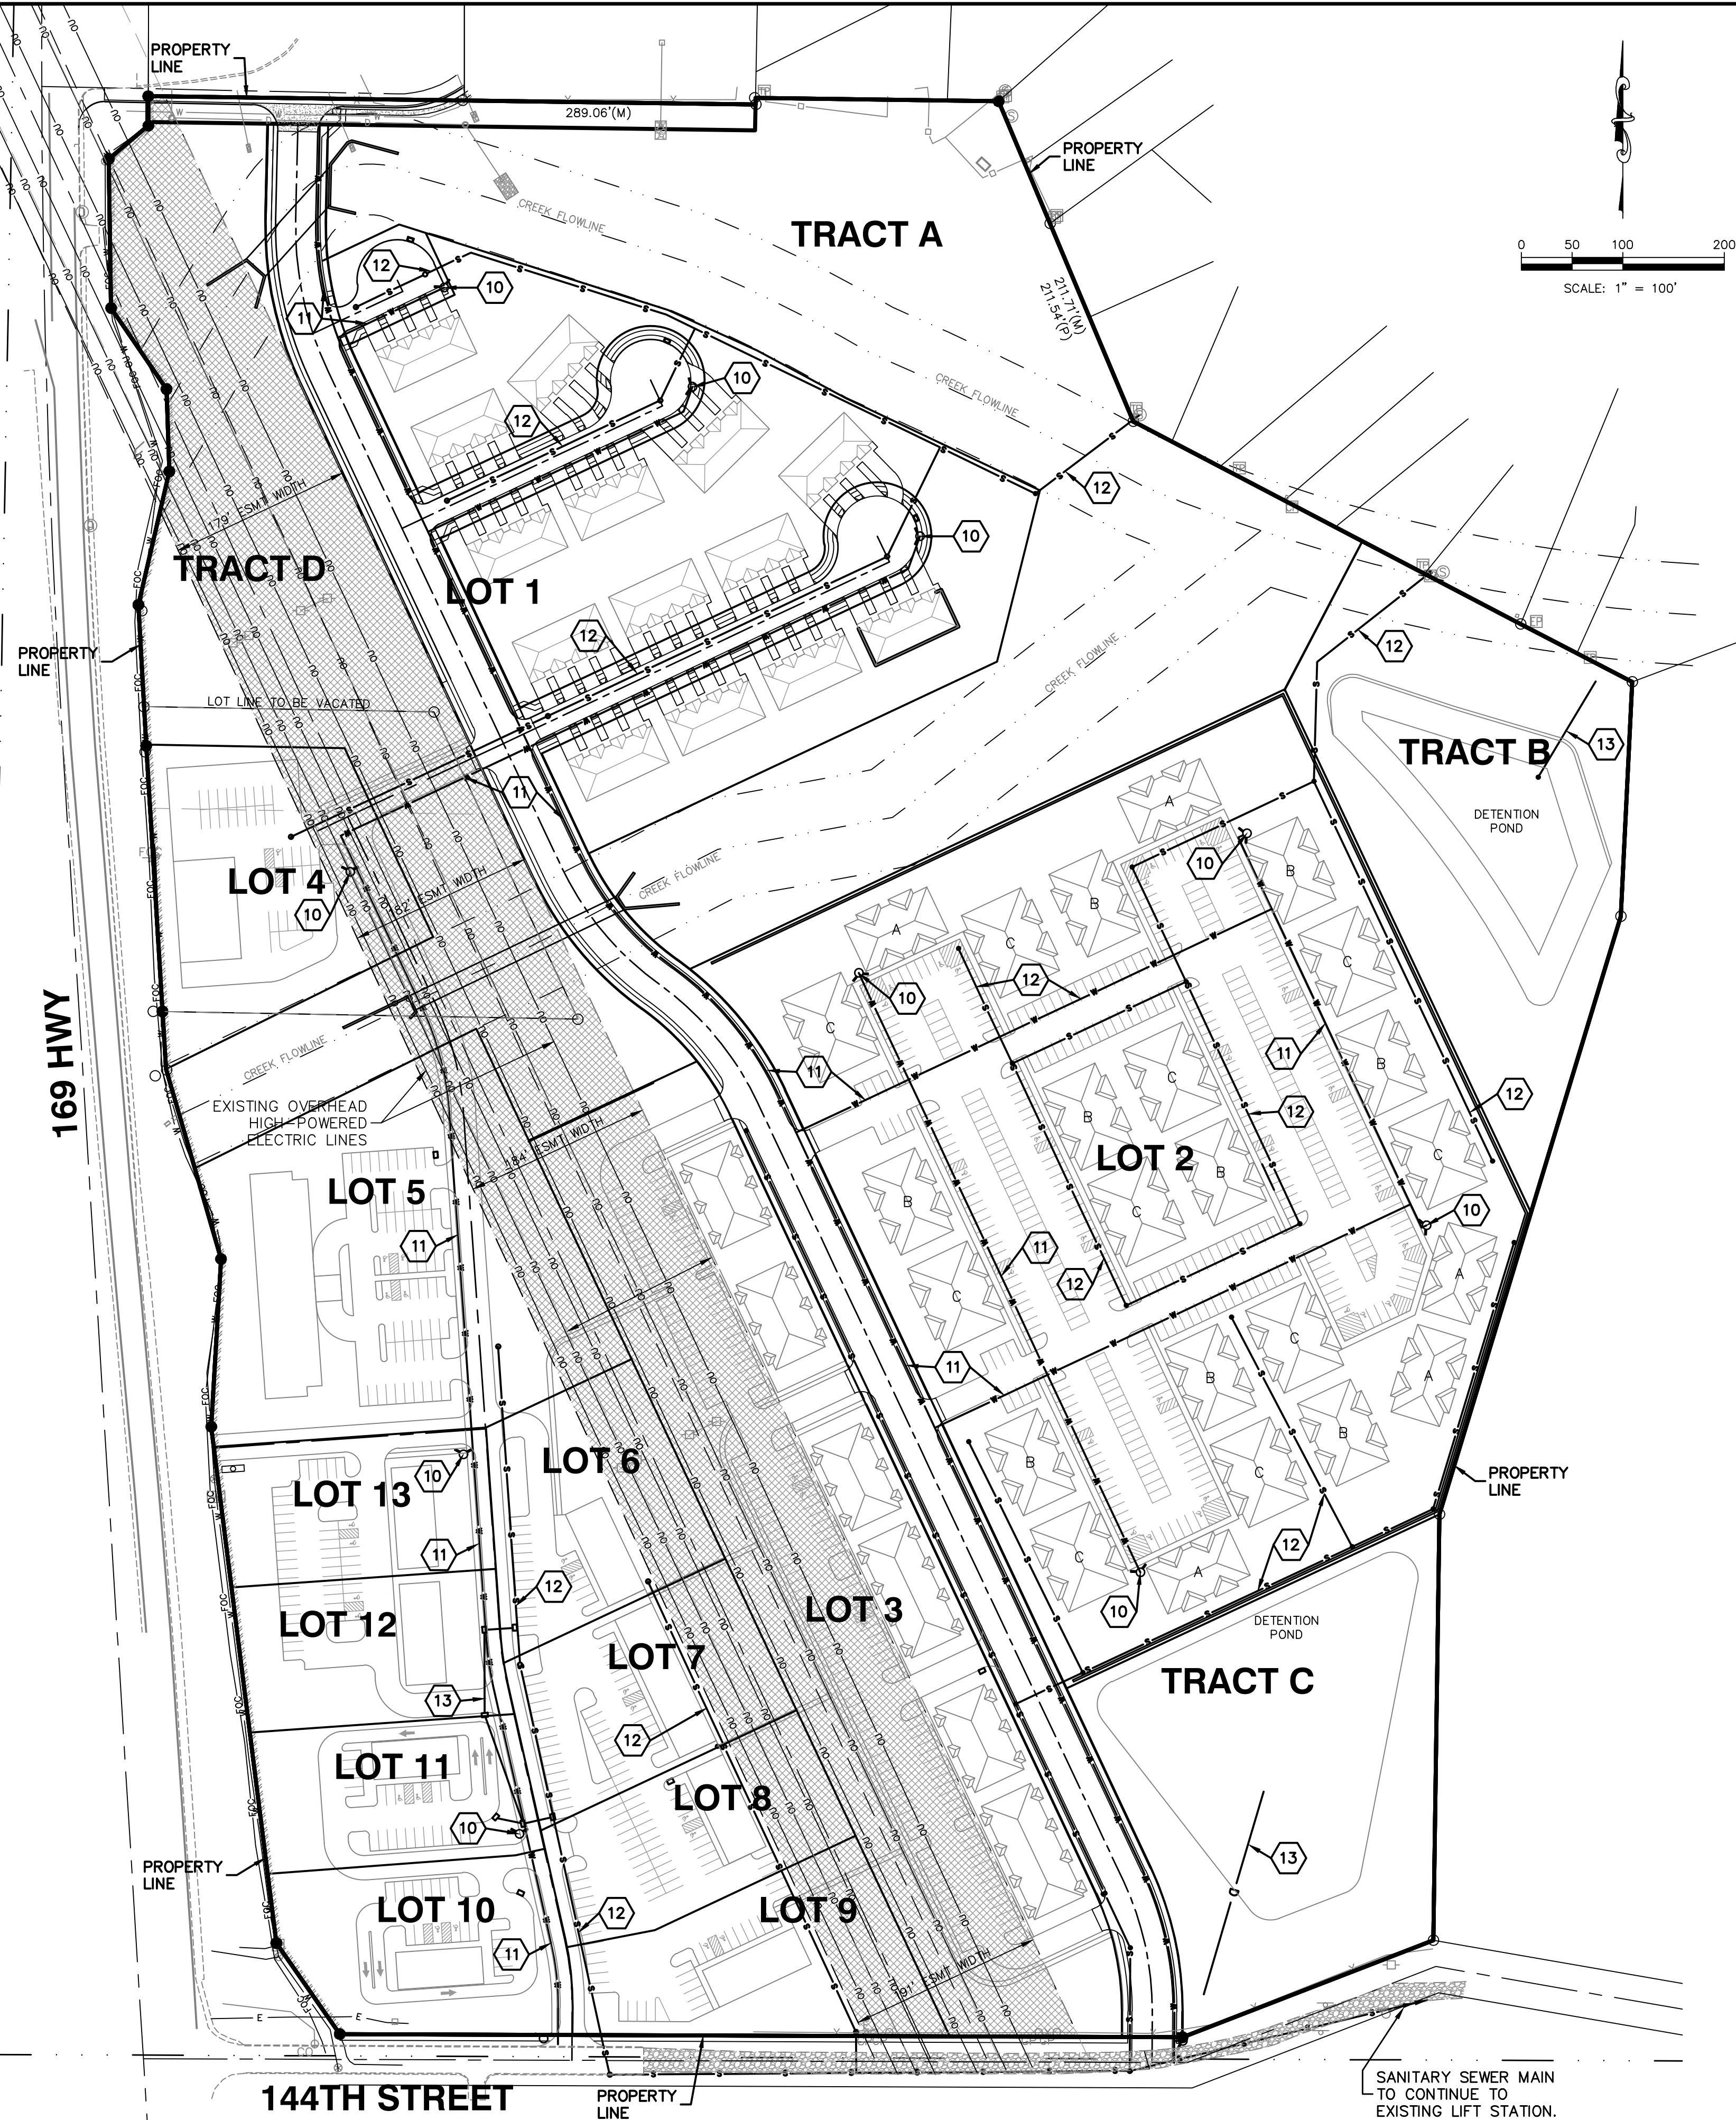 PROPERTY
LINE
289.06'(M)
PROPERTY
LINE
CREEK FLOWLINE
TRACT A
0 50 100 200
SCALE: 1" = 100'
12
10
11
211.71'(M)
211.54'(P)
10
CREEK FLOWLINE
12
12
179' ESMT WIDTH
10
TRACT D
LOT 1
12
12
PROPERTY
LINE
CREEK FLOWLINE
LOT LINE TO BE VACATED
TRACT B
13
11
DETENTION
POND
A
10
B
LOT 4
182' ESMT WIDTH
CREEK FLOWLINE
10
B
A
C
C
12
10
C
169 HWY
CREEK FLOWLINE
11
11
B
C
C
12
EXISTING OVERHEAD
HIGH-POWERED
ELECTRIC LINES
B
12
184' ESMT WIDTH
LOT 2
C
LOT 5
B
B
C
10
11
11
12
A
C
C
11
B
A
LOT 6
B
B
C
PROPERTY
LINE
10
LOT 13
11
12
C
A
12
10
LOT 12
LOT 3
DETENTION
POND
LOT 7
TRACT C
13
12
LOT 11
LOT 8
10
13
D
PROPERTY
LINE
LOT 10
LOT 9
12
11
191' ESMT WIDTH
E E
144TH STREET
PROPERTY
LINE
SANITARY SEWER MAIN
TO CONTINUE TO
EXISTING LIFT STATION.